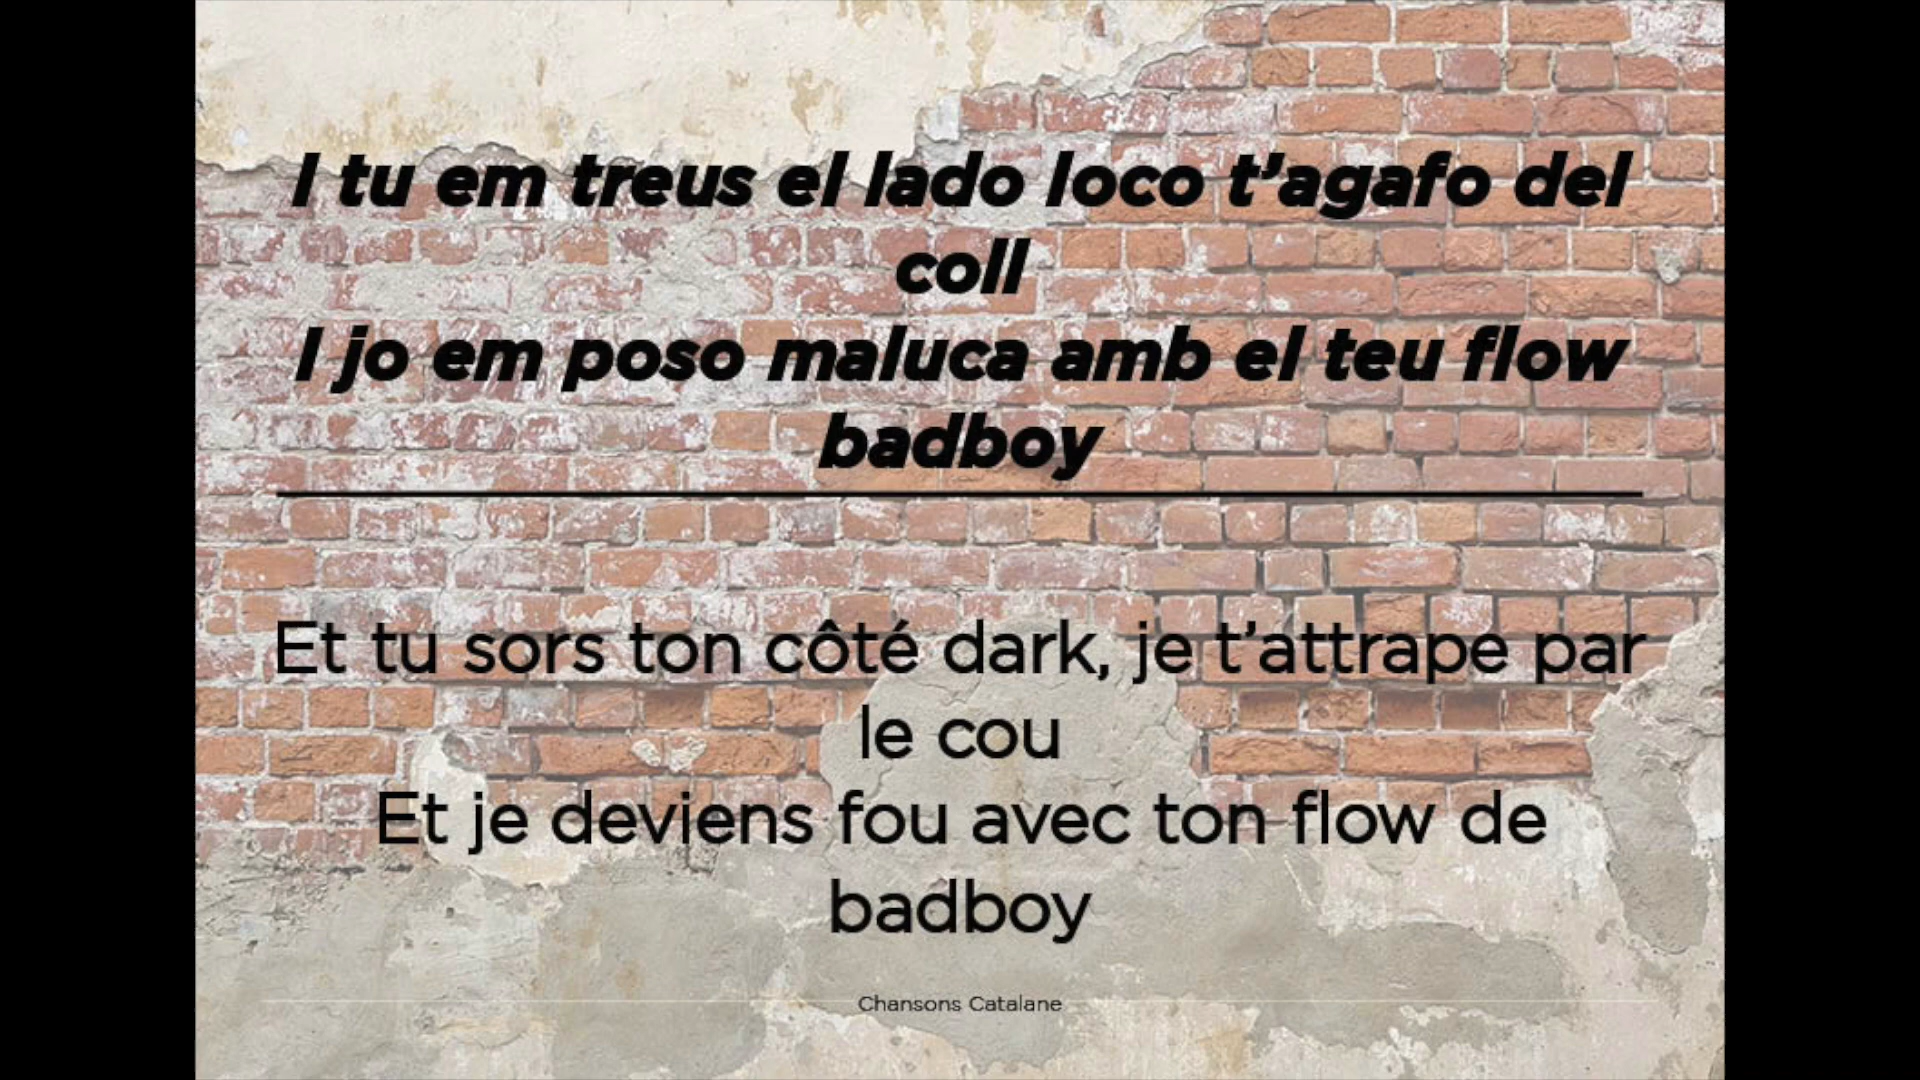 I tu em treus el lado loco t’agafo del
coll
I jo em poso maluca amb el teu flow
badboy
Et tu sors ton côté dark, je t’attrape par
le cou
Et je deviens fou avec ton flow de
badboy
Chansons Catalane